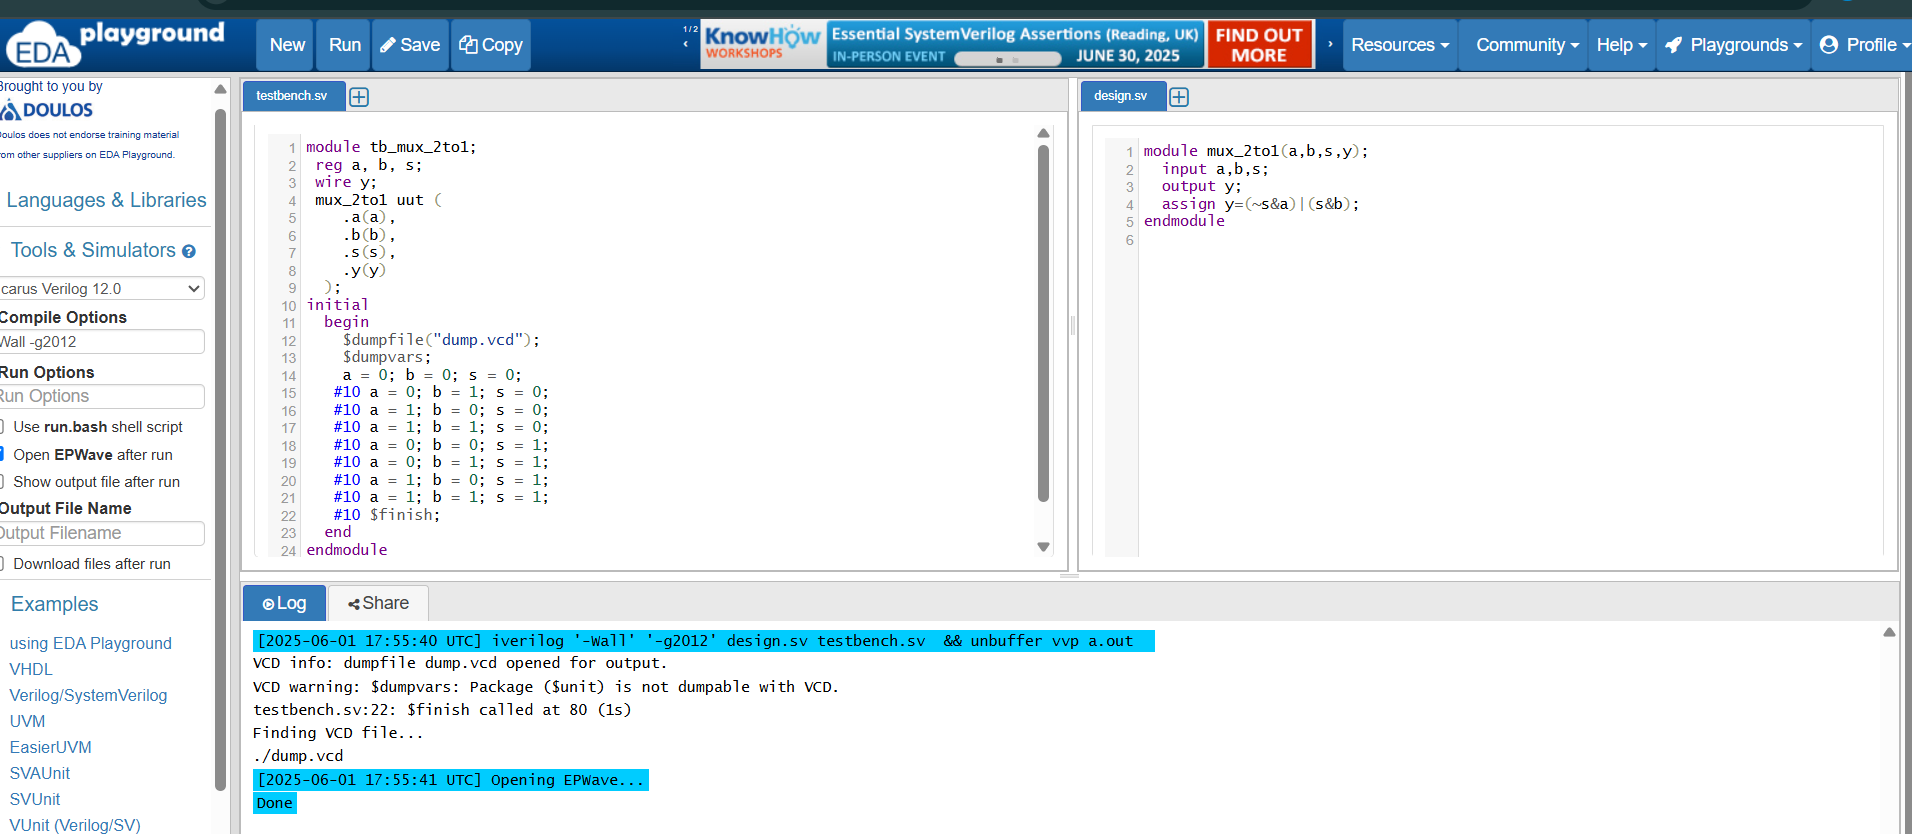 EDA playground
New
Run
Save
Copy
1/2
KnowHow
WORKSHOPS
Essential SystemVerilog Assertions (Reading, UK)
IN-PERSON EVENT
JUNE 30, 2025
FIND OUT
MORE
Resources
Community
Help
Playgrounds
Profile
Brought to you by
DOULOS
Doulos does not endorse training material
from other suppliers on EDA Playground.
Languages & Libraries
Tools & Simulators
carus Verilog 12.0
Compile Options
Wall -g2012
Run Options
Run Options
Use run.bash shell script
Open EPWave after run
Show output file after run
Output File Name
Output Filename
Download files after run
Examples
using EDA Playground
VHDL
Verilog/SystemVerilog
UVM
EasierUVM
SVAUnit
SVUnit
VUnit (Verilog/SV)
testbench.sv
1 module tb_mux_2to1;
2 reg a, b, s;
3 wire y;
4 mux_2to1 uut (
5 .a(a),
6 .b(b),
7 .s(s),
8 .y(y)
9 );
10 initial
11 begin
12 $dumpfile("dump.vcd");
13 $dumpvars;
14 a = 0; b = 0; s = 0;
15 #10 a = 0; b = 1; s = 0;
16 #10 a = 1; b = 0; s = 0;
17 #10 a = 1; b = 1; s = 0;
18 #10 a = 0; b = 0; s = 1;
19 #10 a = 0; b = 1; s = 1;
20 #10 a = 1; b = 0; s = 1;
21 #10 a = 1; b = 1; s = 1;
22 #10 $finish;
23 end
24 endmodule
design.sv
1 module mux_2to1(a,b,s,y);
2 input a,b,s;
3 output y;
4 assign y=(~s&a)|(s&b);
5 endmodule
6
Log
Share
[2025-06-01 17:55:40 UTC] iverilog '-Wall' '-g2012' design.sv testbench.sv && unbuffer vvp a.out
VCD info: dumpfile dump.vcd opened for output.
VCD warning: $dumpvars: Package ($unit) is not dumpable with VCD.
testbench.sv:22: $finish called at 80 (1s)
Finding VCD file...
./dump.vcd
[2025-06-01 17:55:41 UTC] Opening EPWave...
Done